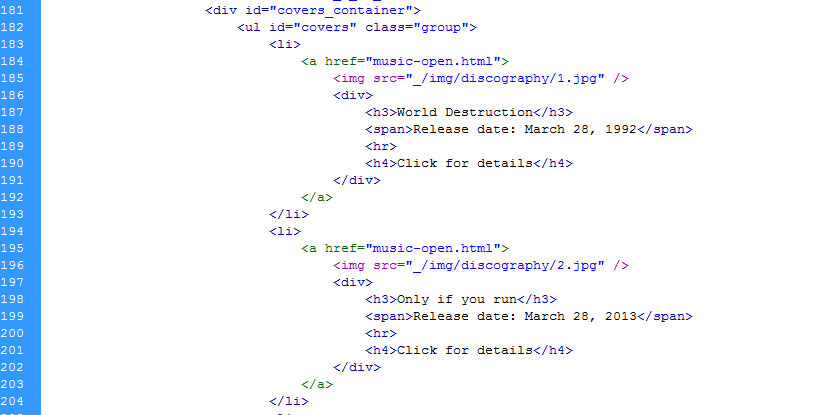 181 <div id="covers_container">
182 <ul id="covers" class="group">
183 <li>
184 <a href="music-open.html">
185 <img src="_/img/discography/1.jpg" />
186 <div>
187 <h3>World Destruction</h3>
188 <span>Release date: March 28, 1992</span>
189 <hr>
190 <h4>Click for details</h4>
191 </div>
192 </a>
193 </li>
194 <li>
195 <a href="music-open.html">
196 <img src="_/img/discography/2.jpg" />
197 <div>
198 <h3>Only if you run</h3>
199 <span>Release date: March 28, 2013</span>
200 <hr>
201 <h4>Click for details</h4>
202 </div>
203 </a>
204 </li>